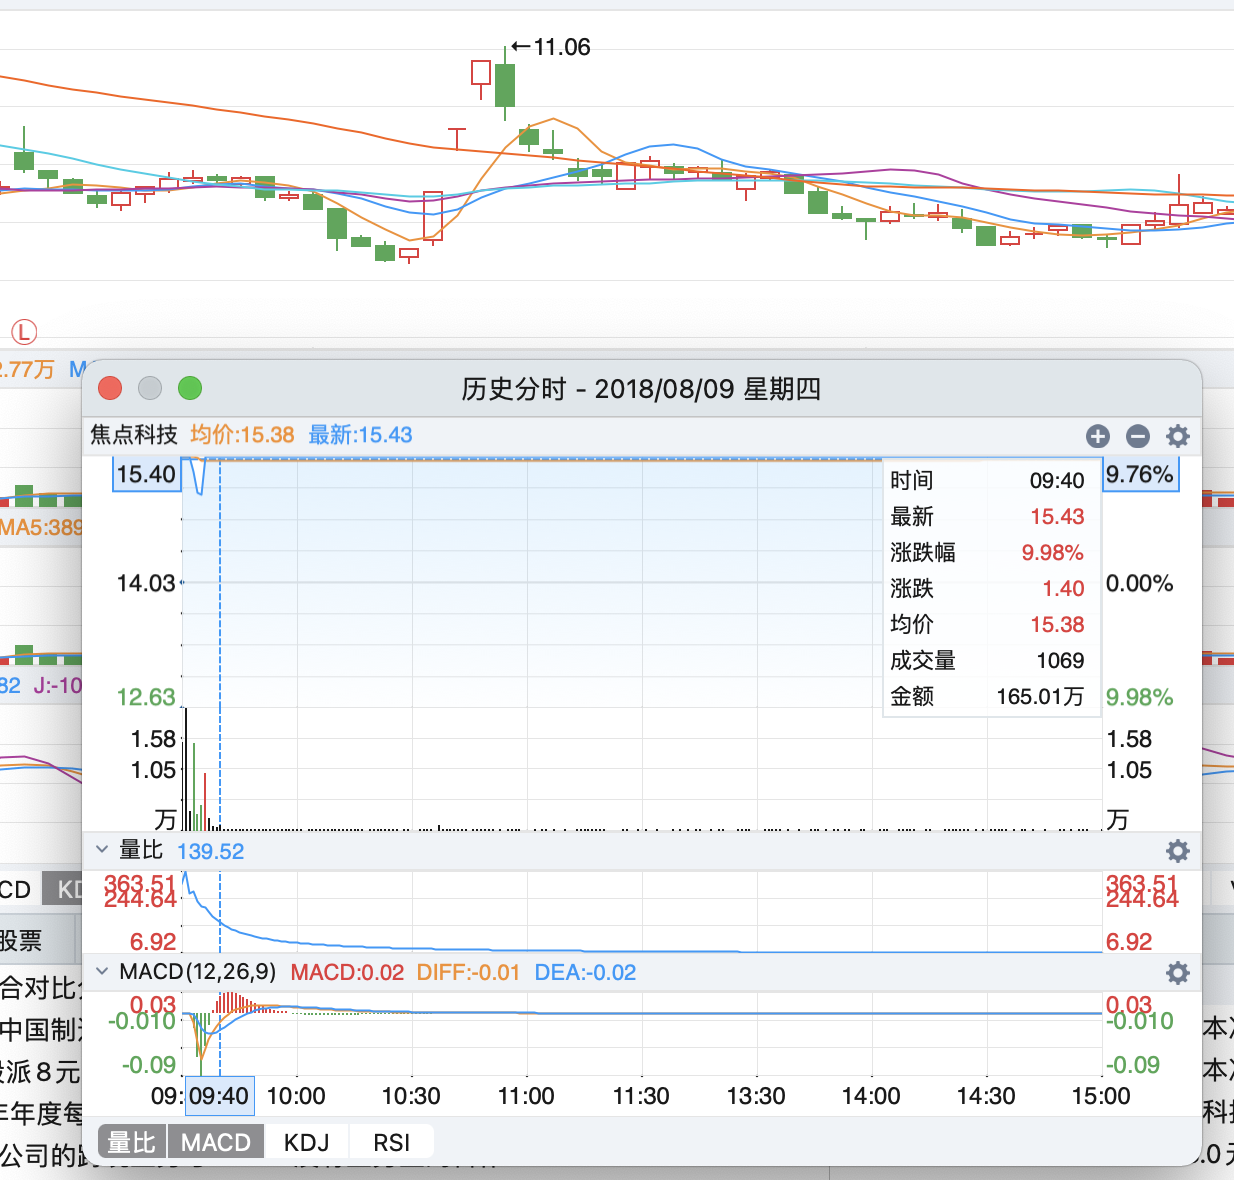 ←11.06
L
2.77万
历史分时 - 2018/08/09 星期四
焦点科技 均价:15.38 最新:15.43
15.40
9.76%
时间 09:40
最新 15.43
涨跌幅 9.98%
涨跌 1.40
均价 15.38
成交量 1069
金额 165.01万
MA5:389
14.03
0.00%
82 J:-10
12.63
9.98%
1.58
1.58
1.05
1.05
万
万
量比 139.52
CD
KD
363.51
363.51
244.64
244.64
股票
6.92
6.92
MACD(12,26,9) MACD:0.02 DIFF:-0.01 DEA:-0.02
合对比
0.03
0.03
-0.010
-0.010
中国制
本
-0.09
-0.09
派8元
本
09: 09:40 10:00 10:30 11:00 11:30 13:30 14:00 14:30 15:00
年度每
科
量比 MACD KDJ RSI
公司的
.0